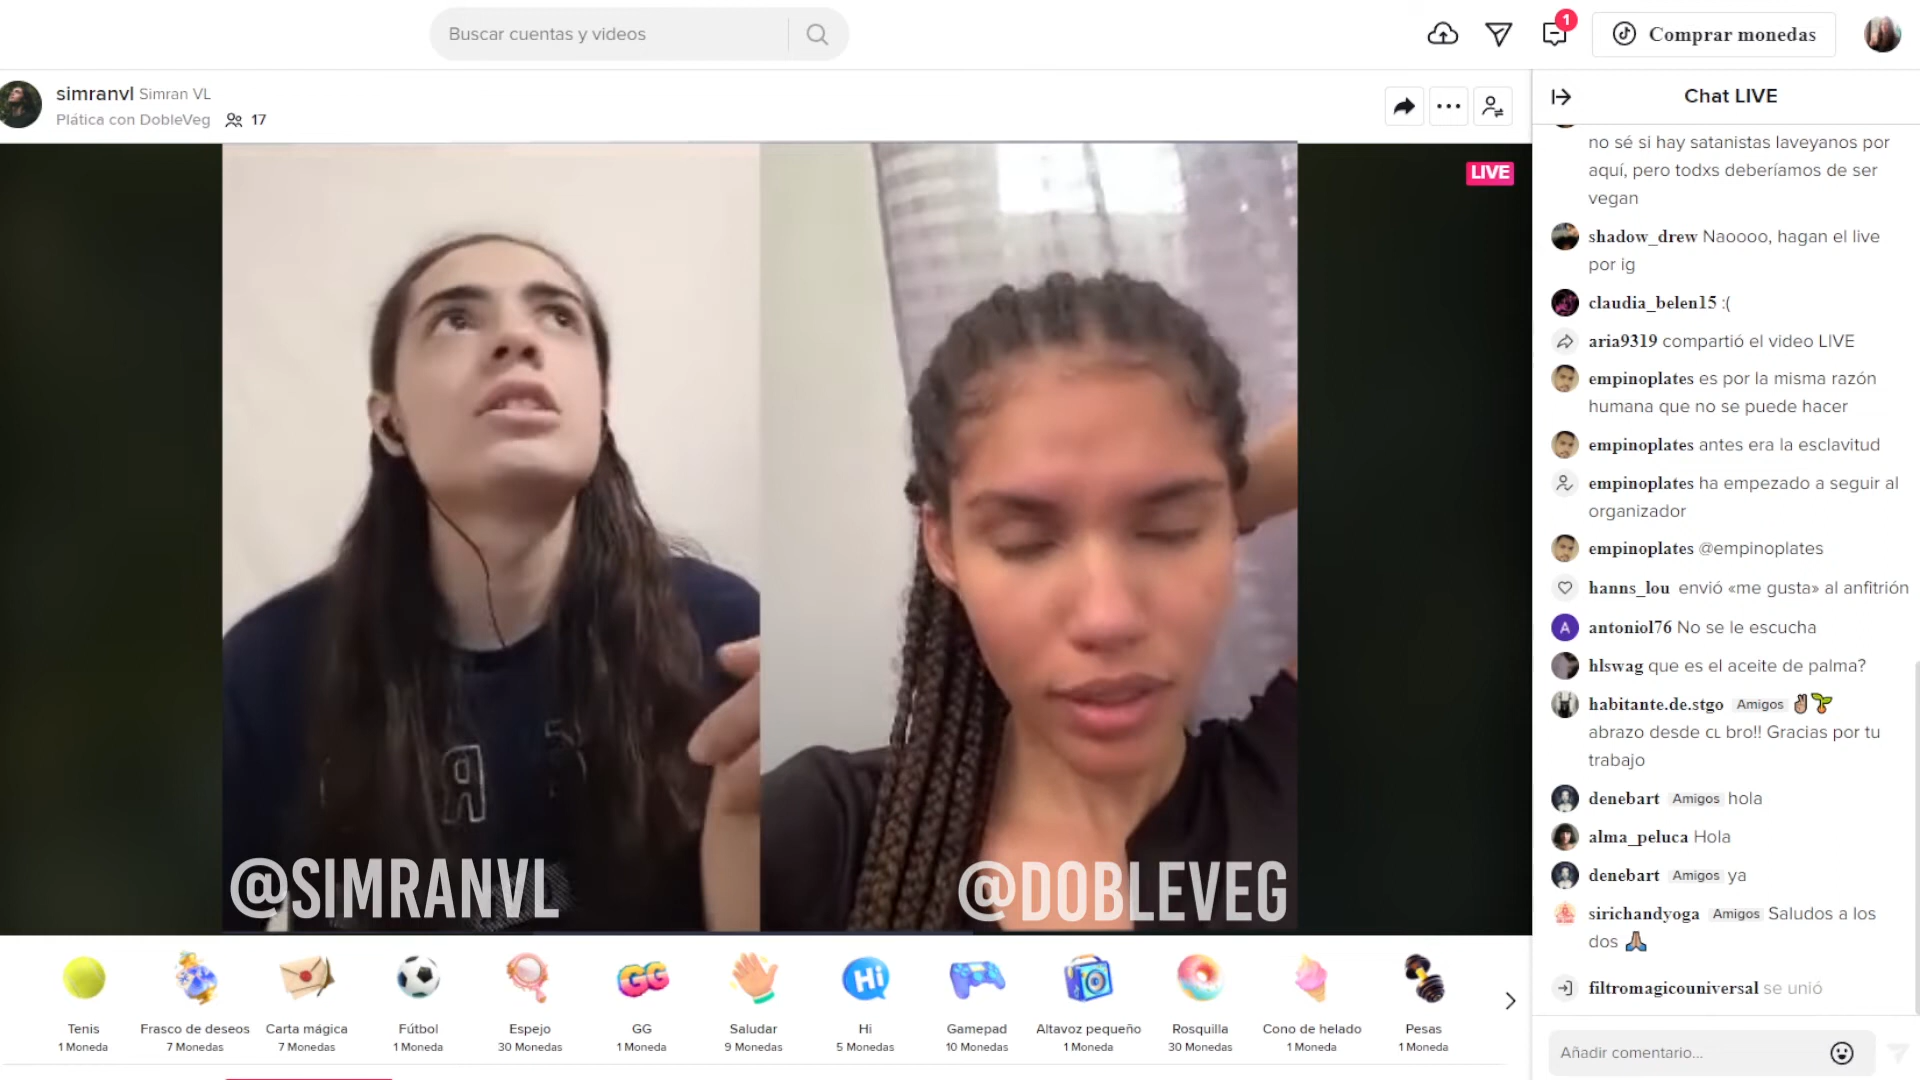 Buscar cuentas y videos
1
Comprar monedas
simranvl Simran VL
Plática con DobleVeg 17
LIVE
@SIMRANVL
@DOBLEVEG
Chat LIVE
no sé si hay satanistas laveyanos por
aquí, pero todxs deberíamos de ser
vegan
shadow_drew Naoooo, hagan el live
por ig
claudia_belen15 :(
aria9319 compartió el video LIVE
empinoplates es por la misma razón
humana que no se puede hacer
empinoplates antes era la esclavitud
empinoplates ha empezado a seguir al
organizador
empinoplates @empinoplates
hanns_lou envió «me gusta» al anfitrión
A antoniol76 No se le escucha
hlswag que es el aceite de palma?
habitante.de.stgo Amigos ✌🏽🌱
abrazo desde CL bro!! Gracias por tu
trabajo
denebart Amigos hola
alma_peluca Hola
denebart Amigos ya
sirichandyoga Amigos Saludos a los
dos 🙏🏽
filtromagicouniversal se unió
Añadir comentario...
GG
Hi
Tenis Frasco de deseos Carta mágica Fútbol Espejo GG Saludar Hi Gamepad Altavoz pequeño Rosquilla Cono de helado Pesas
1 Moneda 7 Monedas 7 Monedas 1 Moneda 30 Monedas 1 Moneda 9 Monedas 5 Monedas 10 Monedas 1 Moneda 30 Monedas 1 Moneda 1 Moneda